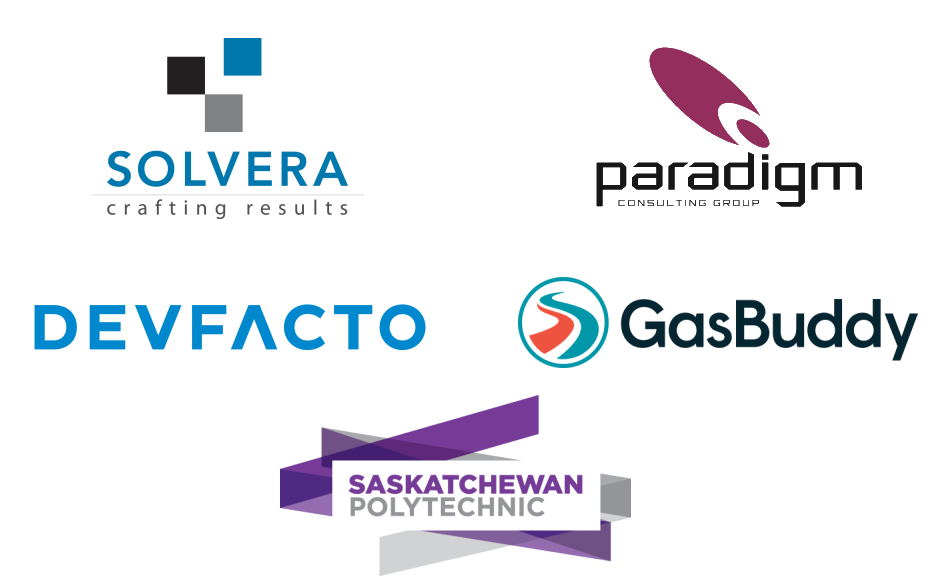 SOLVERA
crafting results
paradigm
CONSULTING GROUP
DEVFACTO
GasBuddy
SASKATCHEWAN
POLYTECHNIC